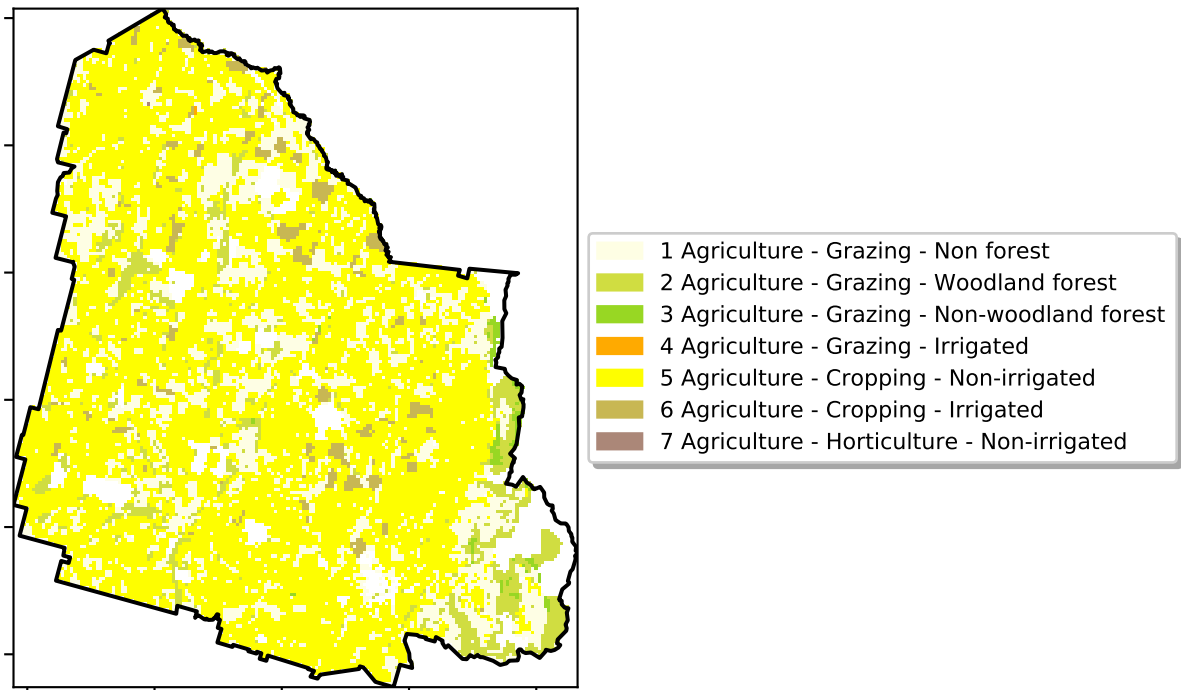 1 Agriculture - Grazing - Non forest
2 Agriculture - Grazing - Woodland forest
3 Agriculture - Grazing - Non-woodland forest
4 Agriculture - Grazing - Irrigated
5 Agriculture - Cropping - Non-irrigated
6 Agriculture - Cropping - Irrigated
7 Agriculture - Horticulture - Non-irrigated